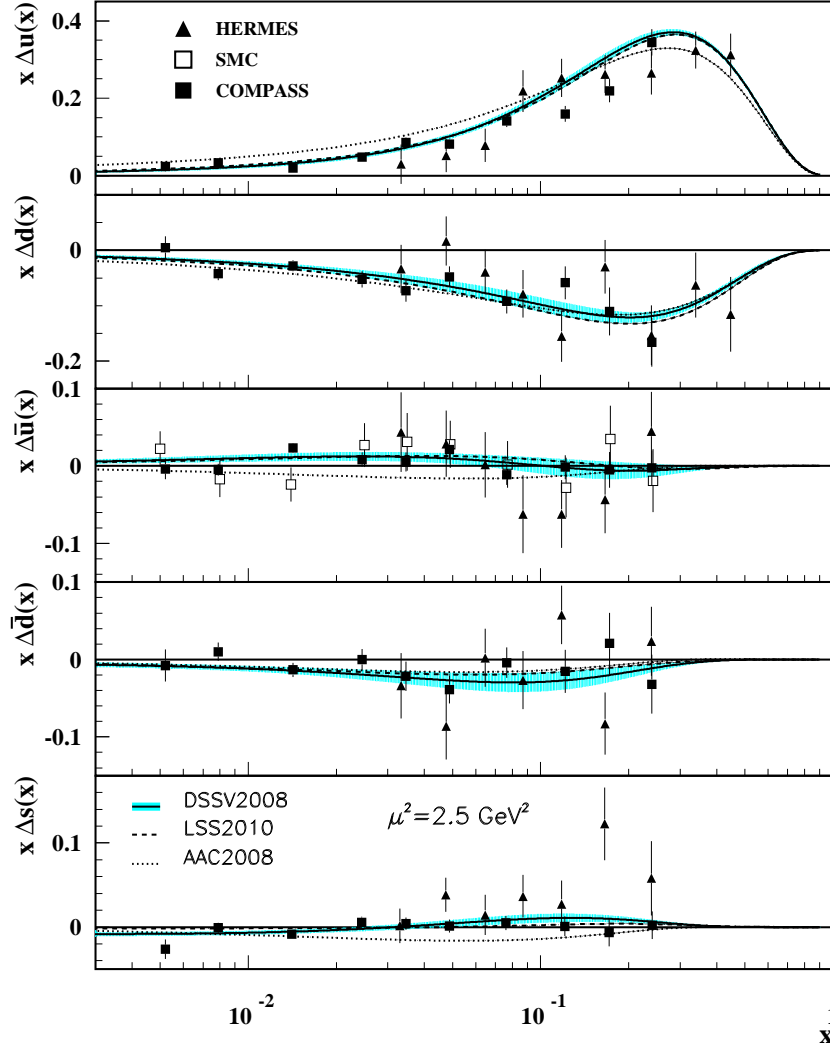 x Δu(x)
0.4
0.2
0
HERMES
SMC
COMPASS
x Δd(x)
0
-0.2
x Δū(x)
0.1
0
-0.1
x Δd̄(x)
0.1
0
-0.1
x Δs(x)
0.1
0
DSSV2008
LSS2010
AAC2008
μ²=2.5 GeV²
10⁻²
10⁻¹
x